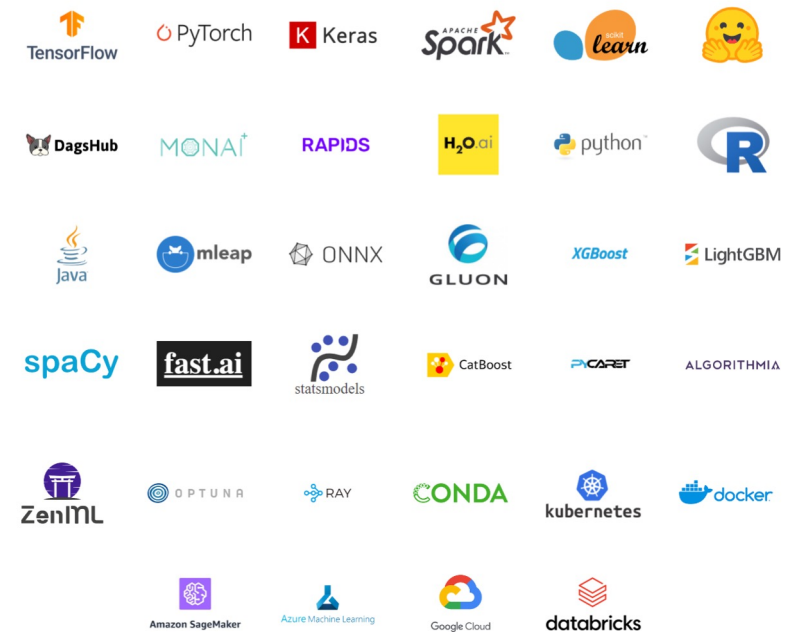 TensorFlow
PyTorch
K Keras
APACHE
Spark™
scikit
learn
DagsHub
MONAI
RAPIDS
H2O.ai
python™
R
Java
mleap
ONNX
GLUON
XGBoost
LightGBM
spaCy
fast.ai
statsmodels
CatBoost
PYCARET
ALGORITHMIA
ZenML
OPTUNA
RAY
CONDA
kubernetes
docker
Amazon SageMaker
Azure Machine Learning
Google Cloud
databricks